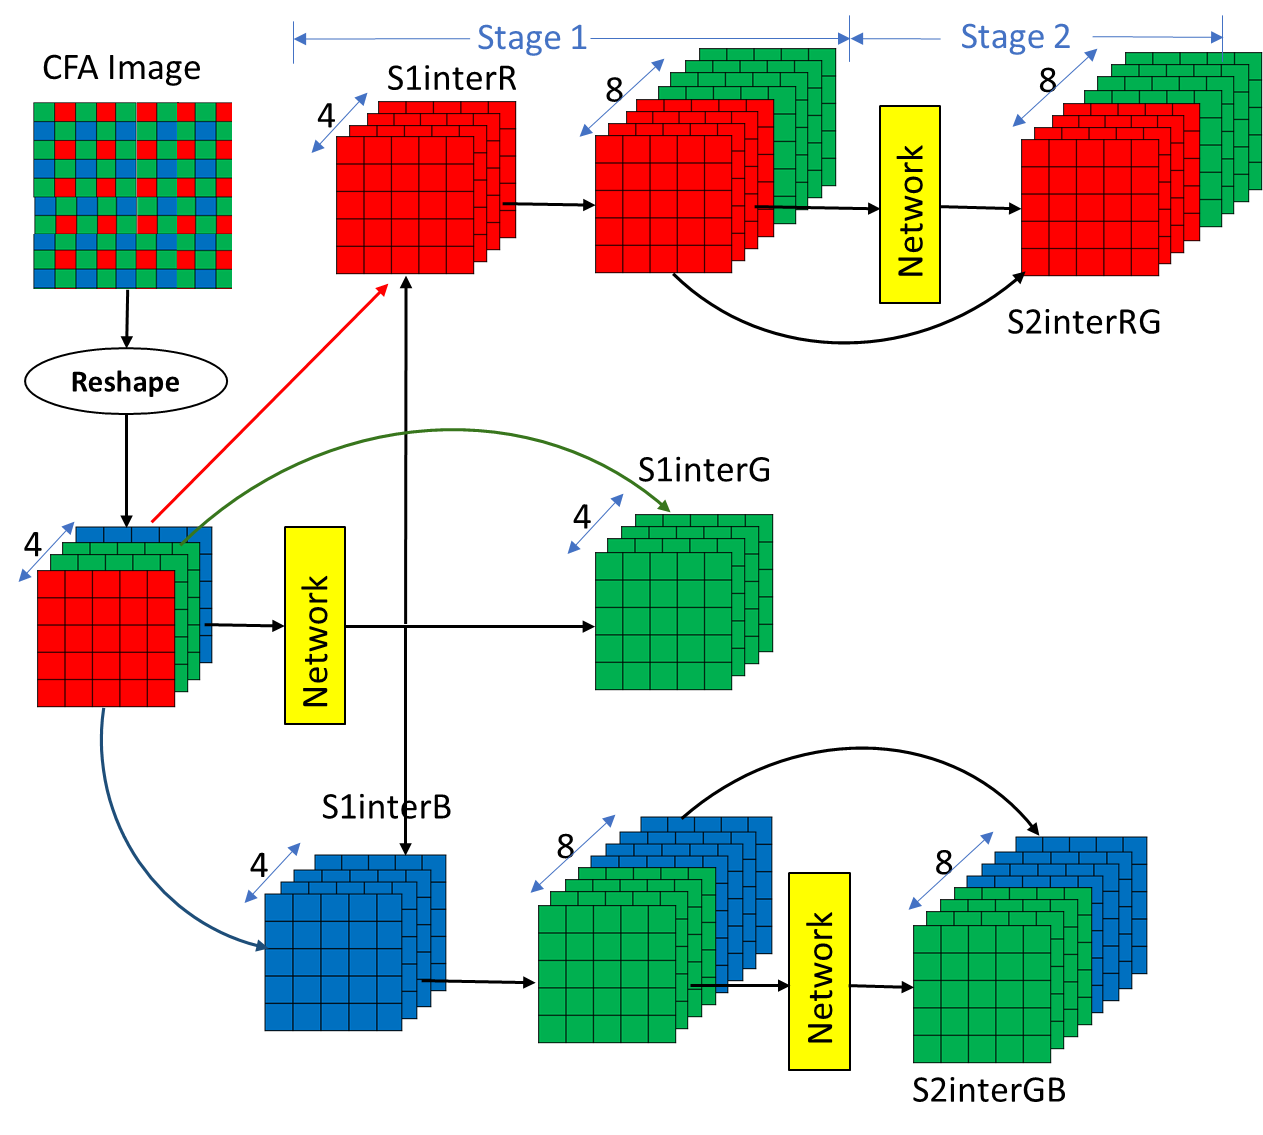 Stage 1
Stage 2
CFA Image
S1interR
4
8
8
Network
S2interRG
Reshape
S1interG
4
4
Network
S1interB
4
8
8
Network
S2interGB